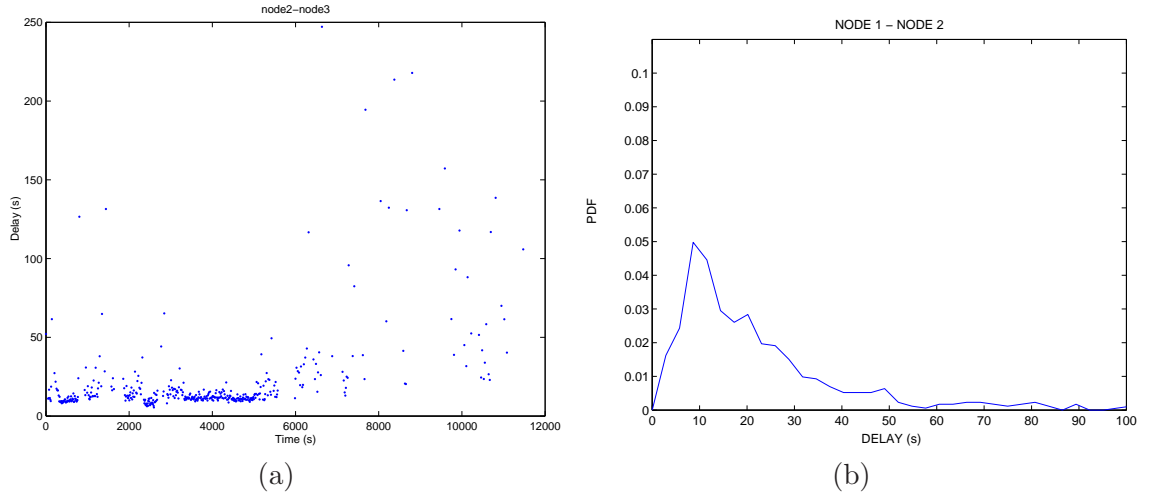 node2−node3
250
200
150
100
50
0
Delay (s)
0 2000 4000 6000 8000 10000 12000
Time (s)
(a)
NODE 1 − NODE 2
0.1
0.09
0.08
0.07
0.06
0.05
0.04
0.03
0.02
0.01
0
PDF
0 10 20 30 40 50 60 70 80 90 100
DELAY (s)
(b)